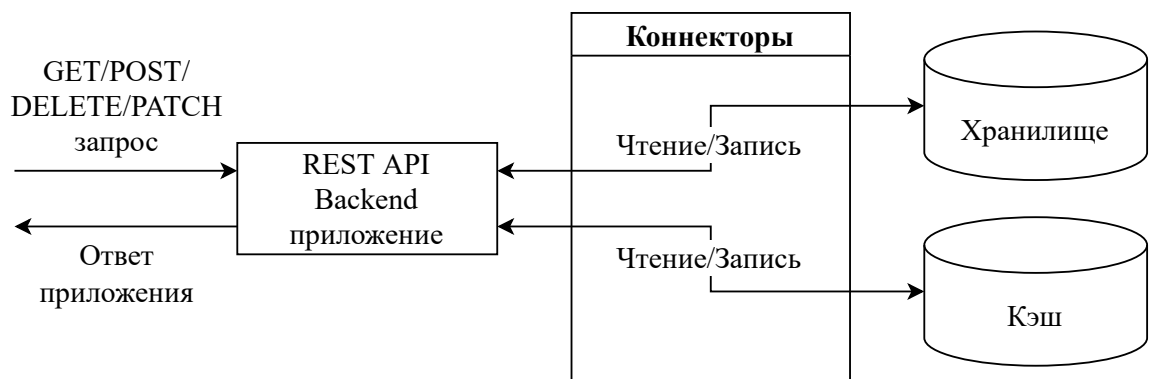 GET/POST/
DELETE/PATCH
запрос
Ответ
приложения
REST API
Backend
приложение
Коннекторы
Чтение/Запись
Чтение/Запись
Хранилище
Кэш